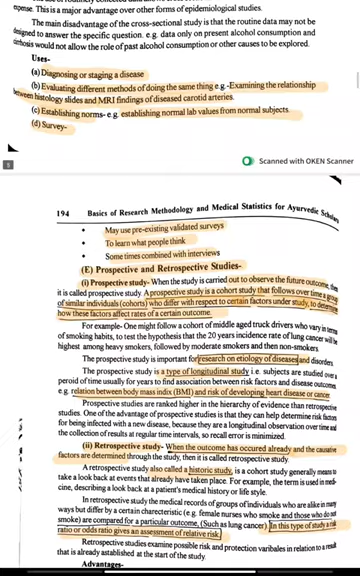 expense. This is a major advantage over other forms of epidemiological studies.
The main disadvantage of the cross-sectional study is that the routine data may not be
designed to answer the specific question. e.g. data only on present alcohol consumption and
cirrhosis would not allow the role of past alcohol consumption or other causes to be explored.
Uses-
(a) Diagnosing or staging a disease
(b) Evaluating different methods of doing the same thing e.g.-Examining the relationship
between histology slides and MRI findings of diseased carotid arteries.
(c) Establishing norms- e.g. establishing normal lab values from normal subjects.
(d) Survey-
Scanned with OKEN Scanner
194 Basics of Research Methodology and Medical Statistics for Ayurvedic Scholars
• May use pre-existing validated surveys
• To learn what people think
• Some times combined with interviews
(E) Prospective and Retrospective Studies-
(i) Prospective study- When the study is carried out to observe the future outcome, then
it is called prospective study. A prospective study is a cohort study that follows over time a group
of similar individuals (cohorts) who differ with respect to certain factors under study, to determine
how these factors affect rates of a certain outcome.
For example- One might follow a cohort of middle aged truck drivers who vary in terms
of smoking habits, to test the hypothesis that the 20 years incidence rate of lung cancer will be
highest among heavy smokers, followed by moderate smokers and then non-smokers
The prospective study is important for research on etiology of diseases and disorders
The prospective study is a type of longitudinal study i.e. subjects are studied over a
peroid of time usually for years to find association between risk factors and disease outcomes,
e.g. relation between body mass index (BMI) and risk of developing heart disease or cancer.
Prospective studies are ranked higher in the hierarchy of evidence than retrospective
studies. One of the advantage of prospective studies is that they can help determine risk factors
for being infected with a new disease, because they are a longitudinal observation over time and
the collection of results at regular time intervals, so recall error is minimized.
(ii) Retrospective study- When the outcome has occured already and the causative
factors are determined through the study, then it is called retrospective study.
A retrospective study also called a historic study, is a cohort study generally means to
take a look back at events that already have taken place. For example, the term is used in medi-
cine, describing a look back at a patient's medical history or life style.
In retrospective study the medical records of groups of individuals who are alike in many
ways but differ by a certain charecteristic (e.g. female nurses who smoke and those who do not
smoke) are compared for a particular outcome, (Such as lung cancer). In this type of study a risk
ratio or odds ratio gives an assessment of relative risk.
Retrospective studies examine possible risk and protection varibales in relation to a result
that is already established at the start of the study.
Advantages-